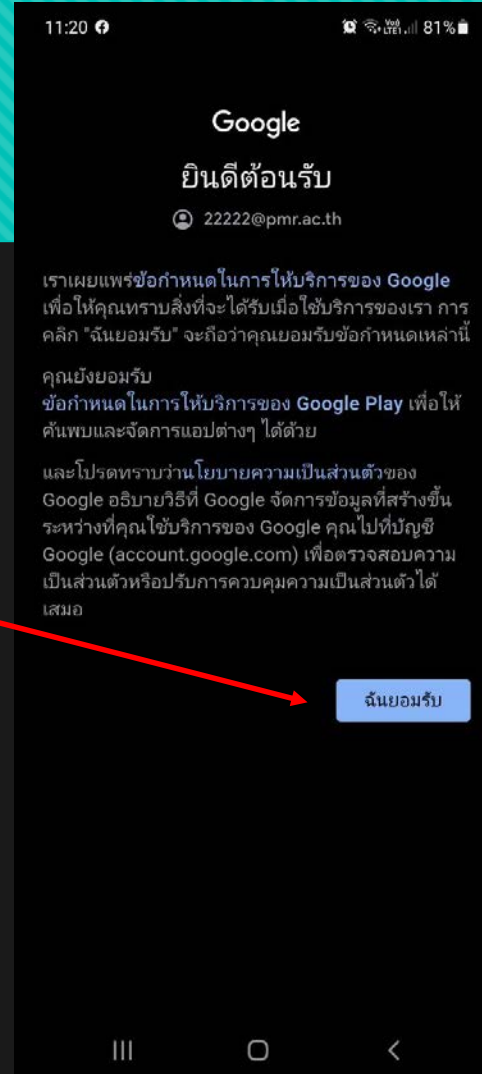 11:20
81%
Google
ยินดีต้อนรับ
22222@pmr.ac.th
เราเผยแพร่ข้อกำหนดในการให้บริการของ Google
เพื่อให้คุณทราบสิ่งที่จะได้รับเมื่อใช้บริการของเรา การ
คลิก "ฉันยอมรับ" จะถือว่าคุณยอมรับข้อกำหนดเหล่านี้
คุณยังยอมรับ
ข้อกำหนดในการให้บริการของ Google Play เพื่อให้
ค้นพบและจัดการแอปต่างๆ ได้ด้วย
และโปรดทราบว่านโยบายความเป็นส่วนตัวของ
Google อธิบายวิธีที่ Google จัดการข้อมูลที่สร้างขึ้น
ระหว่างที่คุณใช้บริการของ Google คุณไปที่บัญชี
Google (account.google.com) เพื่อตรวจสอบความ
เป็นส่วนตัวหรือปรับการควบคุมความเป็นส่วนตัวได้
เสมอ
ฉันยอมรับ